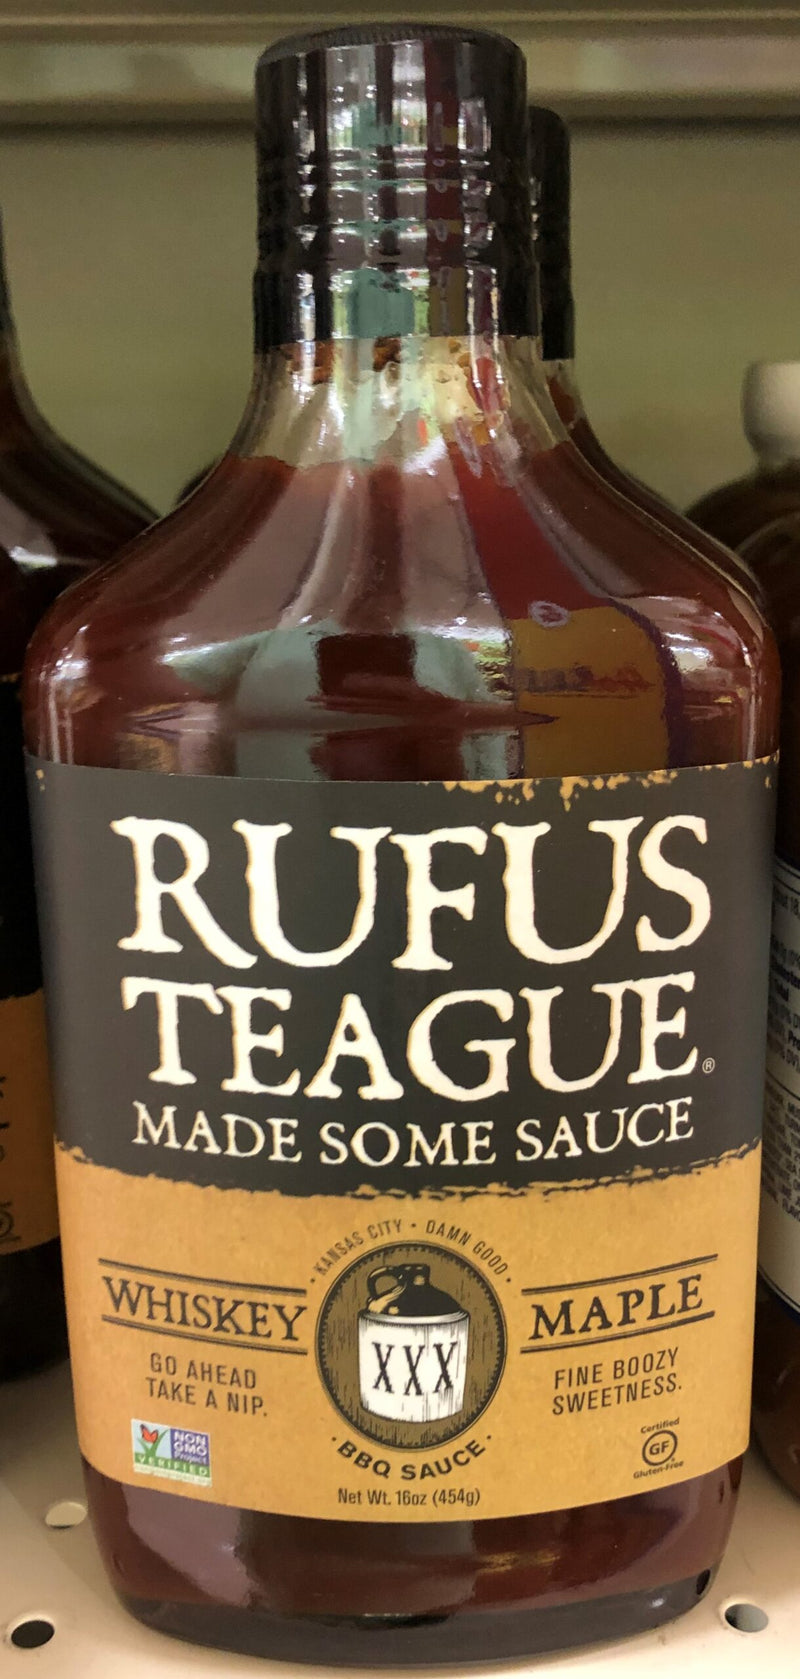 RUFUS
TEAGUE®
MADE SOME SAUCE
• KANSAS CITY • DAMN GOOD •
WHISKEY
MAPLE
XXX
GO AHEAD
TAKE A NIP.
FINE BOOZY
SWEETNESS.
• BBQ SAUCE •
NON
GMO
Project
VERIFIED
Certified
GF
Gluten-Free
Net Wt. 16oz (454g)